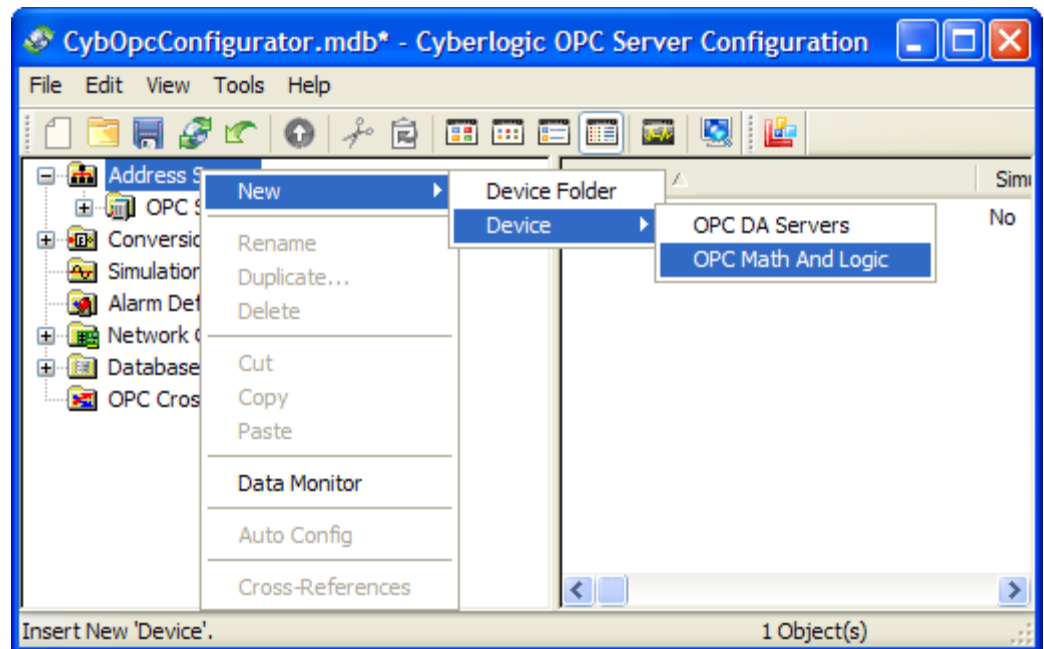 CybOpcConfigurator.mdb* - Cyberlogic OPC Server Configuration
File Edit View Tools Help
Address S
OPC S
Conversio
Simulation
Alarm Def
Network
Database
OPC Cros
New
Rename
Duplicate...
Delete
Cut
Copy
Paste
Data Monitor
Auto Config
Cross-References
Device Folder
Device
OPC DA Servers
OPC Math And Logic
Simu
No
Insert New 'Device'.
1 Object(s)